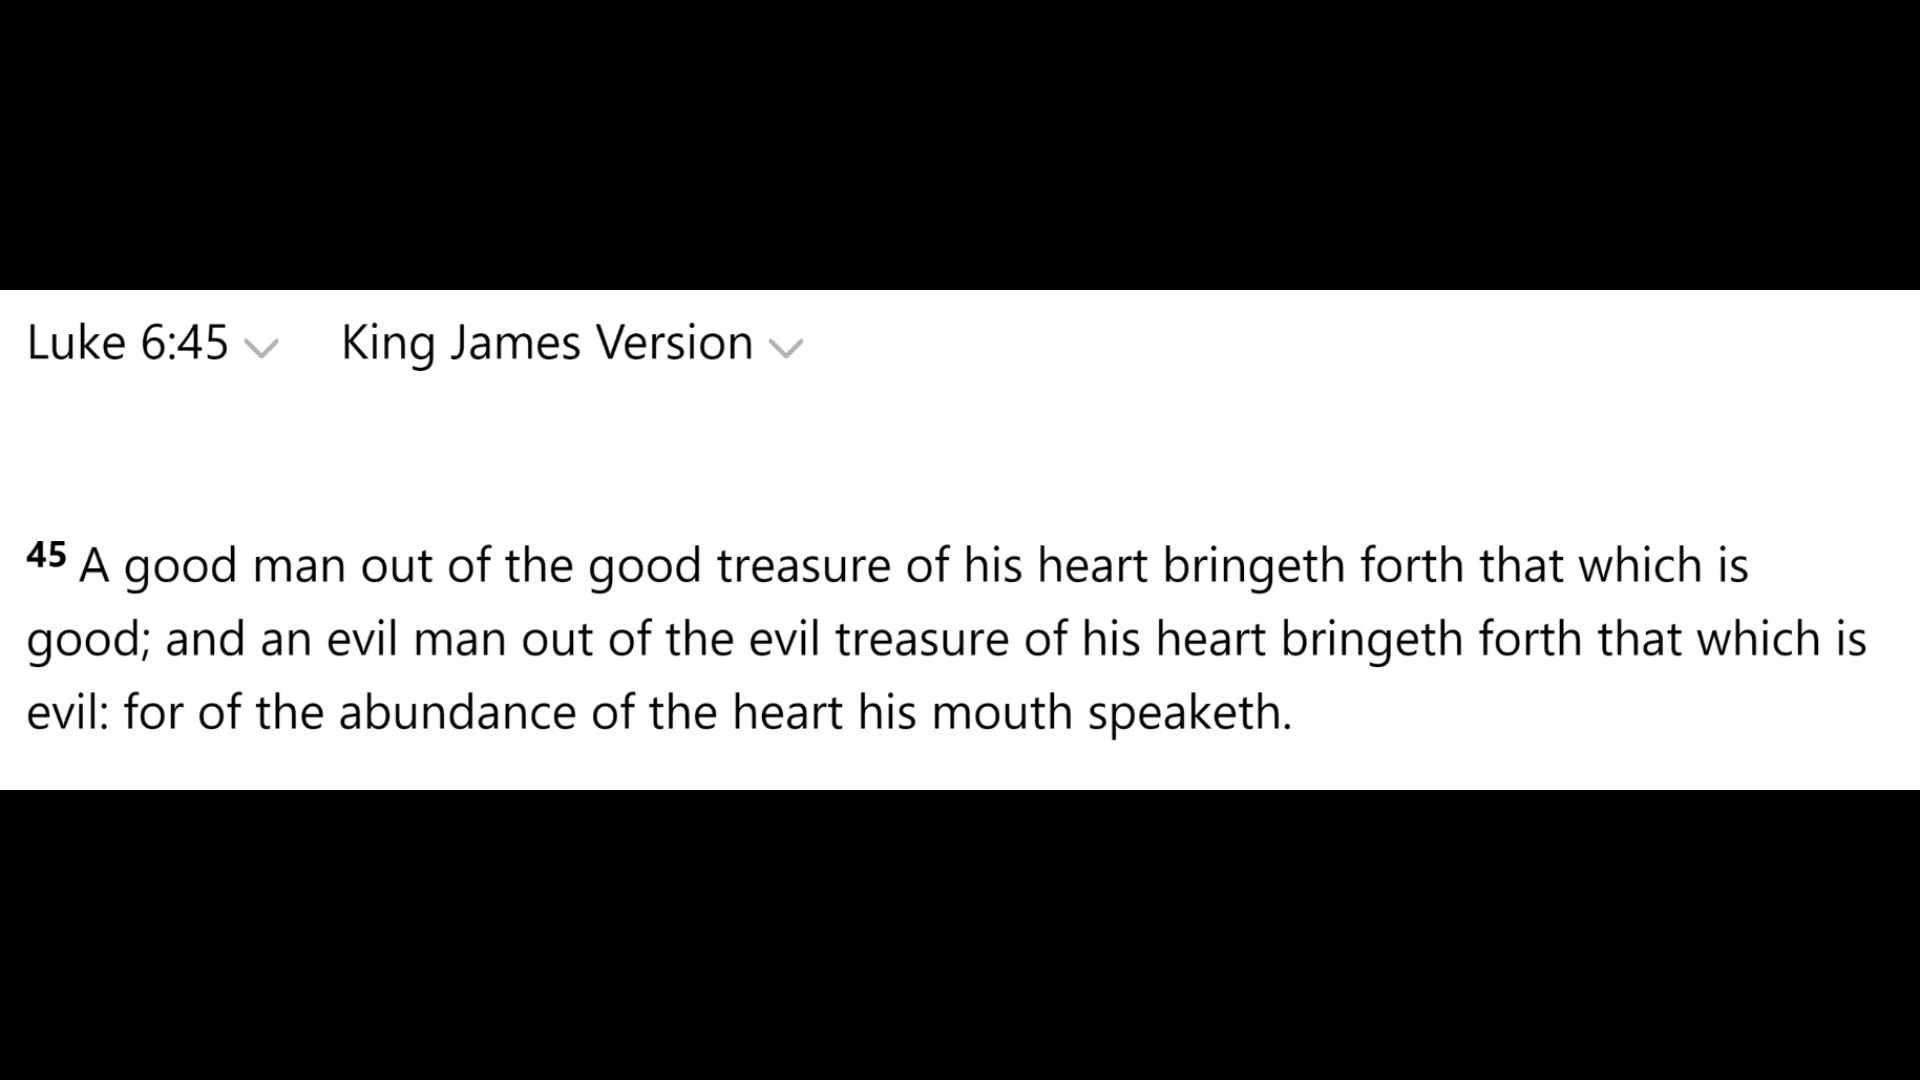 Luke 6:45 King James Version
45 A good man out of the good treasure of his heart bringeth forth that which is
good; and an evil man out of the evil treasure of his heart bringeth forth that which is
evil: for of the abundance of the heart his mouth speaketh.